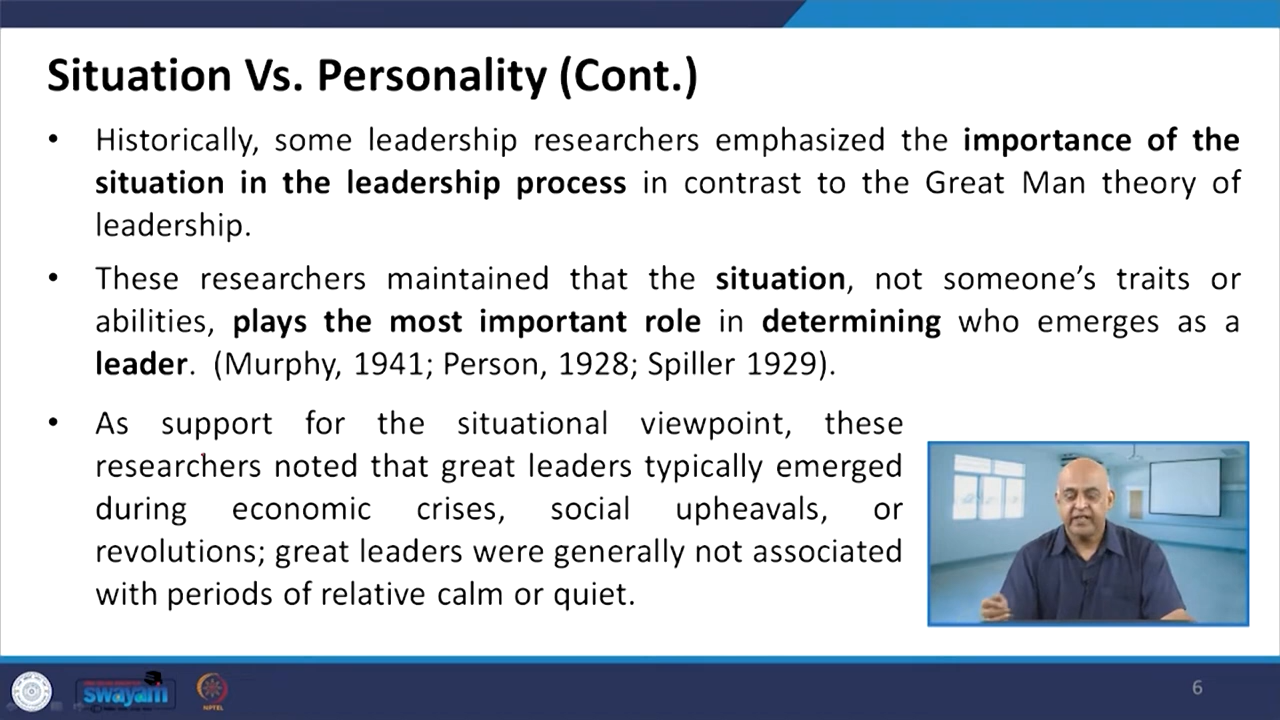 Situation Vs. Personality (Cont.)
• Historically, some leadership researchers emphasized the importance of the
situation in the leadership process in contrast to the Great Man theory of
leadership.
• These researchers maintained that the situation, not someone’s traits or
abilities, plays the most important role in determining who emerges as a
leader. (Murphy, 1941; Person, 1928; Spiller 1929).
• As support for the situational viewpoint, these
researchers noted that great leaders typically emerged
during economic crises, social upheavals, or
revolutions; great leaders were generally not associated
with periods of relative calm or quiet.
swayam
NPTEL
6